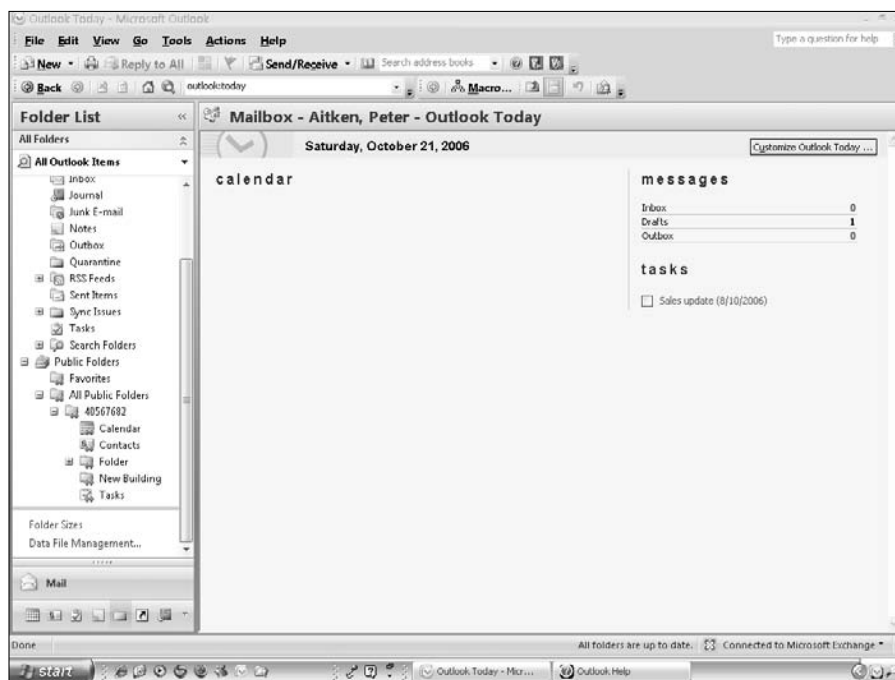 Outlook Today - Microsoft Outlook
File Edit View Go Tools Actions Help
Type a question for help
New Reply to All Send/Receive Search address books
Back outlook:today Macro...
Folder List
Mailbox - Aitken, Peter - Outlook Today
All Folders
Saturday, October 21, 2006
Customize Outlook Today ...
All Outlook Items
Inbox
Journal
Junk E-mail
Notes
Outbox
Quarantine
RSS Feeds
Sent Items
Sync Issues
Tasks
Search Folders
Public Folders
Favorites
All Public Folders
40567682
Calendar
Contacts
Folder
New Building
Tasks
Folder Sizes
Data File Management...
Mail
calendar
messages
Inbox 0
Drafts 1
Outbox 0
tasks
Sales update (8/10/2006)
Done
All folders are up to date. Connected to Microsoft Exchange
start
Outlook Today - Micr...
Outlook Help